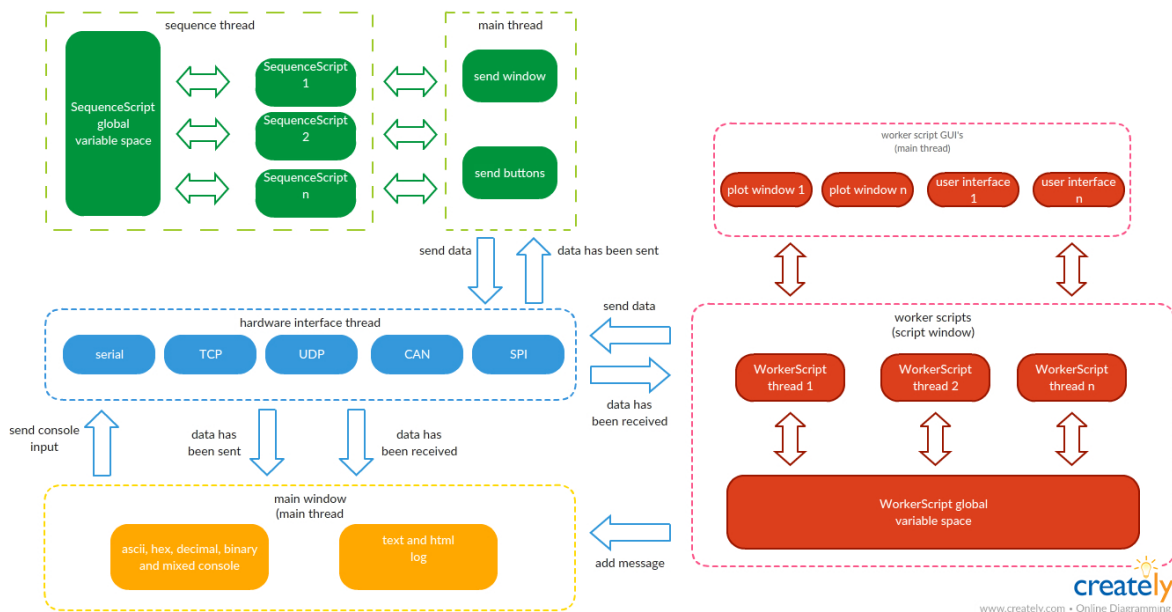 sequence thread
main thread
SequenceScript
global
variable space
SequenceScript
1
SequenceScript
2
SequenceScript
n
send window
send buttons
worker script GUI's
(main thread)
plot window 1
plot window n
user interface
1
user interface
n
send data
data has been sent
hardware interface thread
serial
TCP
UDP
CAN
SPI
send data
data has
been received
worker scripts
(script window)
WorkerScript
thread 1
WorkerScript
thread 2
WorkerScript
thread n
WorkerScript global
variable space
send console
input
data has
been sent
data has
been received
main window
(main thread
ascii, hex, decimal, binary
and mixed console
text and html
log
add message
creately
www.creately.com • Online Diagramming